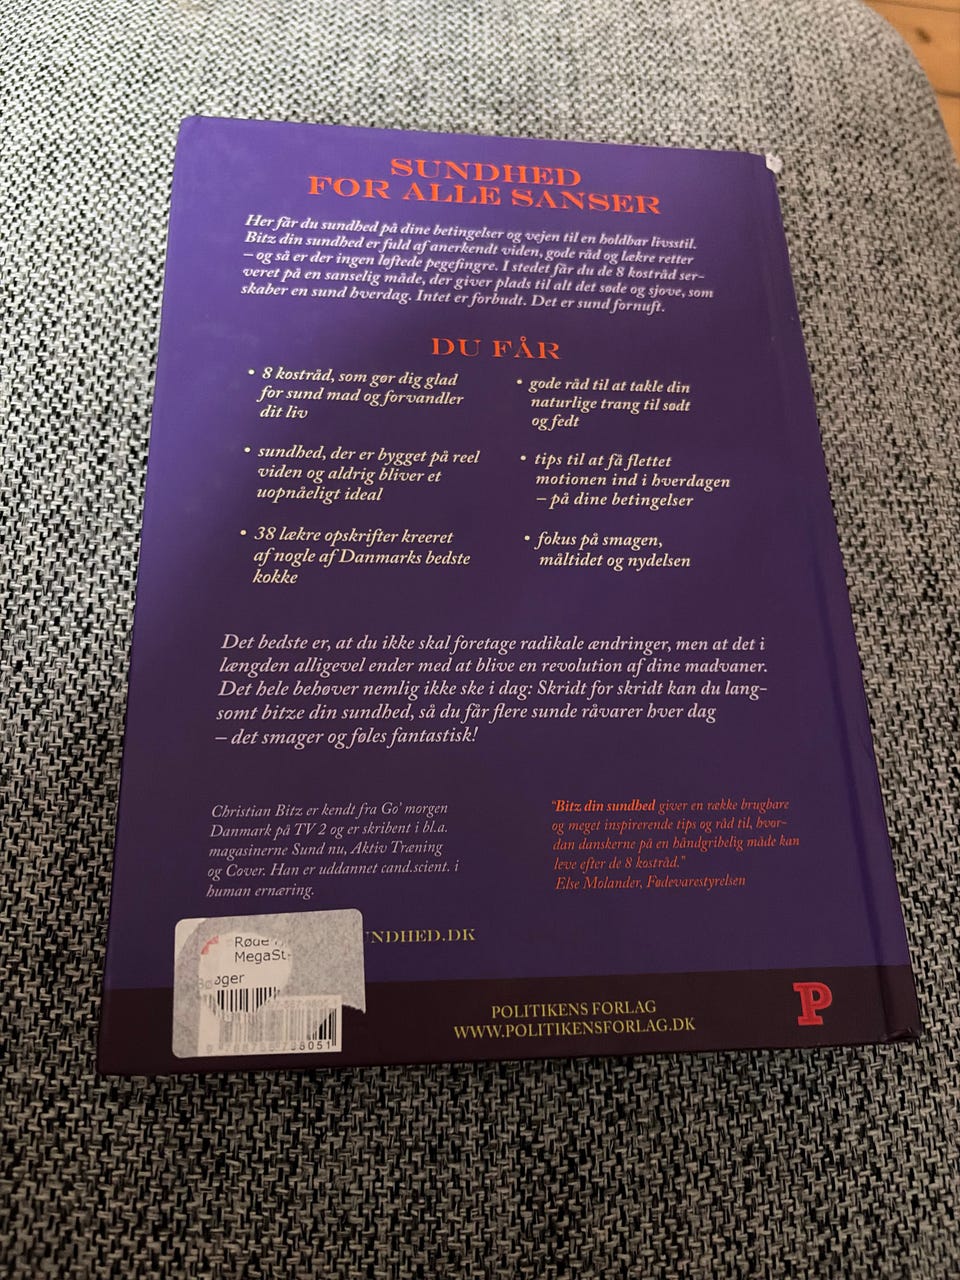 SUNDHED
FOR ALLE SANSER
Her får du sundhed på dine betingelser og vejen til en holdbar livsstil.
Bitz din sundhed er fuld af anerkendt viden, gode råd og lækre retter
– og så er der ingen løftede pegefingre. I stedet får du de 8 kostråd ser-
veret på en sanselig måde, der giver plads til alt det søde og sjove, som
skaber en sund hverdag. Intet er forbudt. Det er sund fornuft.
DU FÅR
• 8 kostråd, som gør dig glad
for sund mad og forvandler
dit liv
• sundhed, der er bygget på reel
viden og aldrig bliver et
uopnåeligt ideal
• 38 lækre opskrifter kreeret
af nogle af Danmarks bedste
kokke
• gode råd til at takle din
naturlige trang til sødt
og fedt
• tips til at få flettet
motionen ind i hverdagen
– på dine betingelser
• fokus på smagen,
måltidet og nydelsen
Det bedste er, at du ikke skal foretage radikale ændringer, men at det i
længden alligevel ender med at blive en revolution af dine madvaner.
Det hele behøver nemlig ikke ske i dag: Skridt for skridt kan du lang-
somt bitze din sundhed, så du får flere sunde råvarer hver dag
– det smager og føles fantastisk!
Christian Bitz er kendt fra Go' morgen
Danmark på TV 2 og er skribent i bl.a.
magasinerne Sund nu, Aktiv Træning
og Cover. Han er uddannet cand.scient. i
human ernæring.
"Bitz din sundhed giver en række brugbare
og meget inspirerende tips og råd til, hvor-
dan danskerne på en håndgribelig måde kan
leve efter de 8 kostråd."
Else Molander, Fødevarestyrelsen
UNDHED.DK
Røde
MegaSt
Bøger
POLITIKENS FORLAG
WWW.POLITIKENSFORLAG.DK
P